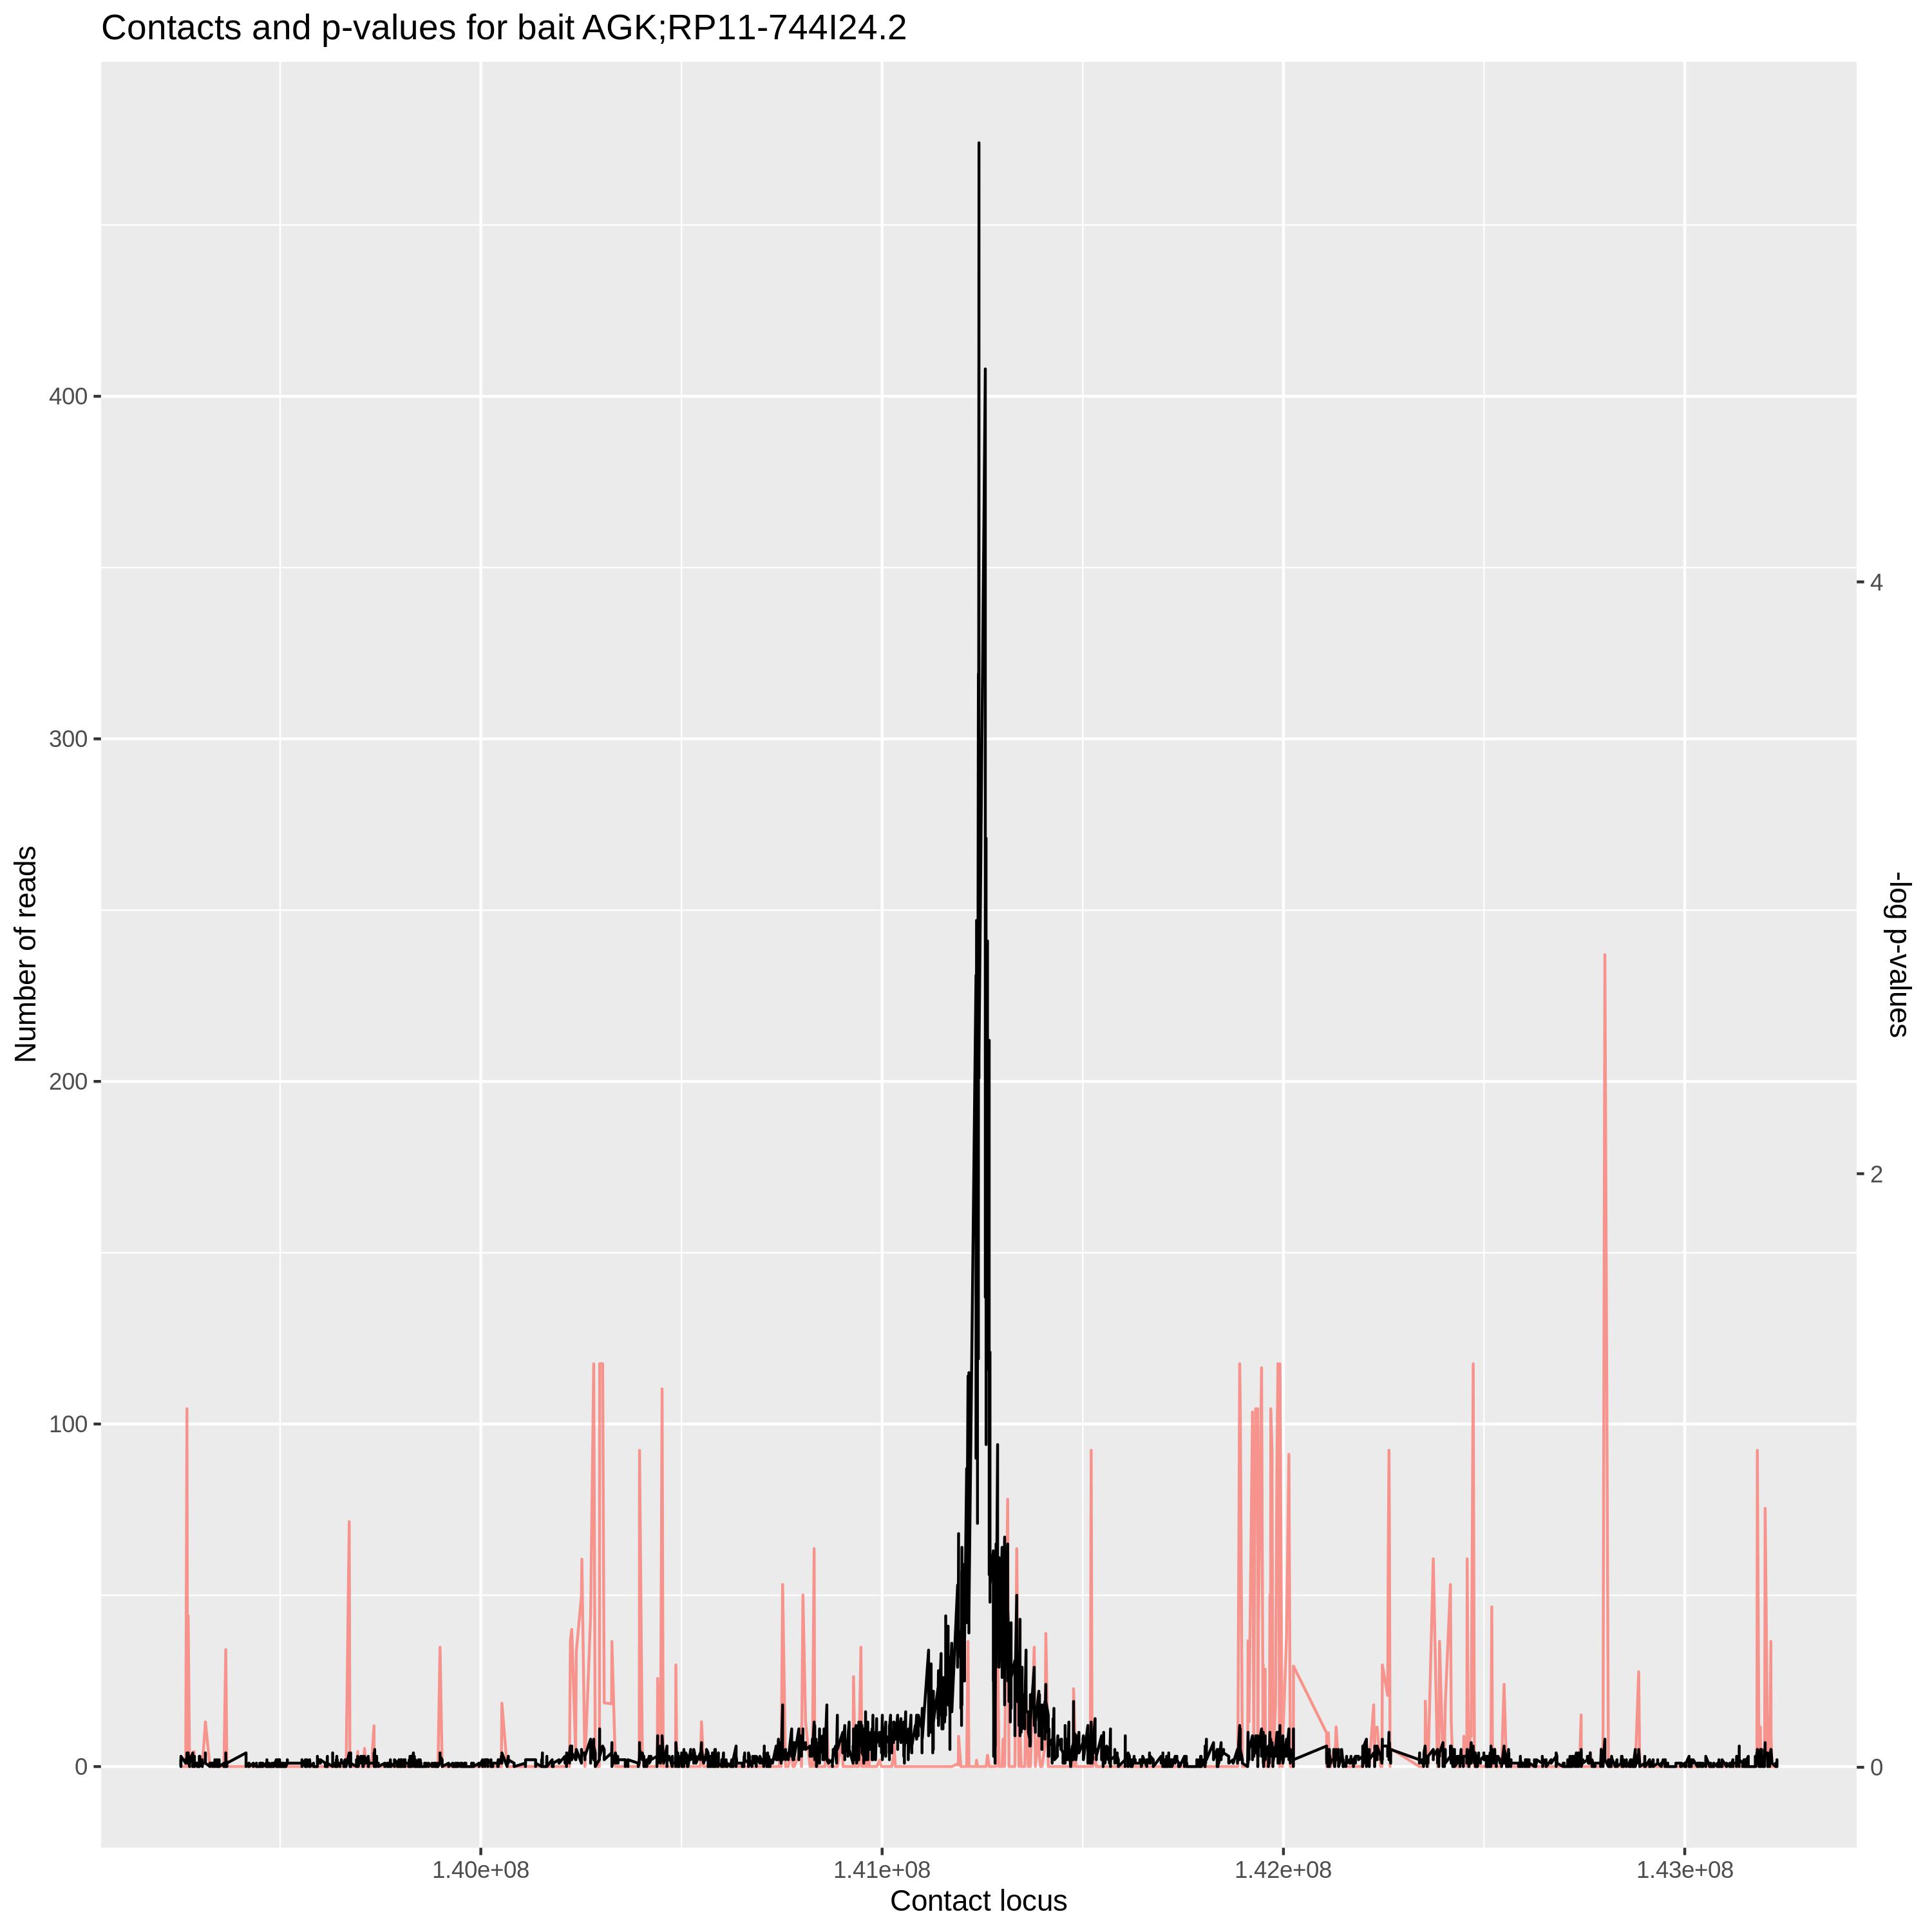 Contacts and p-values for bait AGK;RP11-744I24.2
Number of reads
400
300
200
100
0
4
2
0
-log p-values
1.40e+08 1.41e+08 1.42e+08 1.43e+08
Contact locus